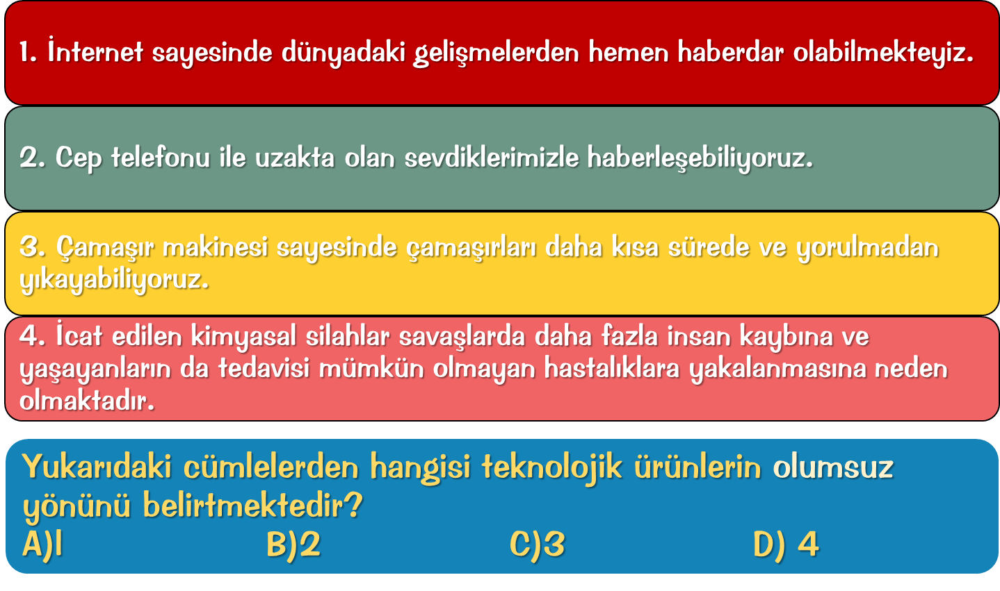 1. İnternet sayesinde dünyadaki gelişmelerden hemen haberdar olabilmekteyiz.
2. Cep telefonu ile uzakta olan sevdiklerimizle haberleşebiliyoruz.
3. Çamaşır makinesi sayesinde çamaşırları daha kısa sürede ve yorulmadan
yıkayabiliyoruz.
4. İcat edilen kimyasal silahlar savaşlarda daha fazla insan kaybına ve
yaşayanların da tedavisi mümkün olmayan hastalıklara yakalanmasına neden
olmaktadır.
Yukarıdaki cümlelerden hangisi teknolojik ürünlerin olumsuz
yönünü belirtmektedir?
A)l B)2 C)3 D) 4